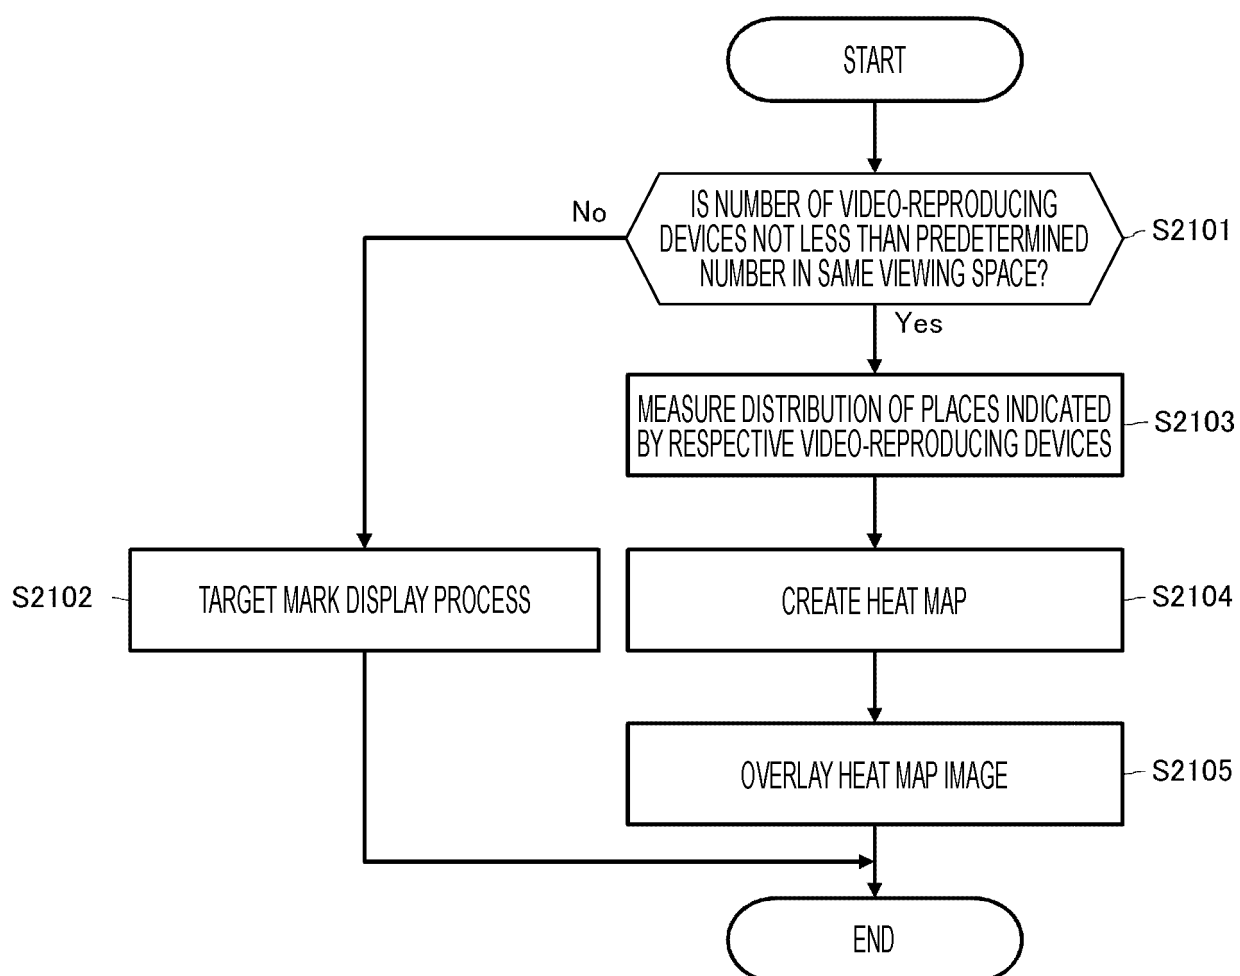 START
IS NUMBER OF VIDEO-REPRODUCING
DEVICES NOT LESS THAN PREDETERMINED
NUMBER IN SAME VIEWING SPACE?
S2101
No
Yes
MEASURE DISTRIBUTION OF PLACES INDICATED
BY RESPECTIVE VIDEO-REPRODUCING DEVICES
S2103
S2102
TARGET MARK DISPLAY PROCESS
CREATE HEAT MAP
S2104
OVERLAY HEAT MAP IMAGE
S2105
END